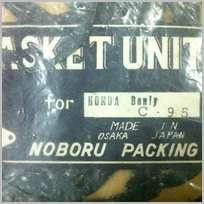 ASKET UNIT
for HONDA Benly
C-95
MADE IN
OSAKA JAPAN
NOBORU PACKING